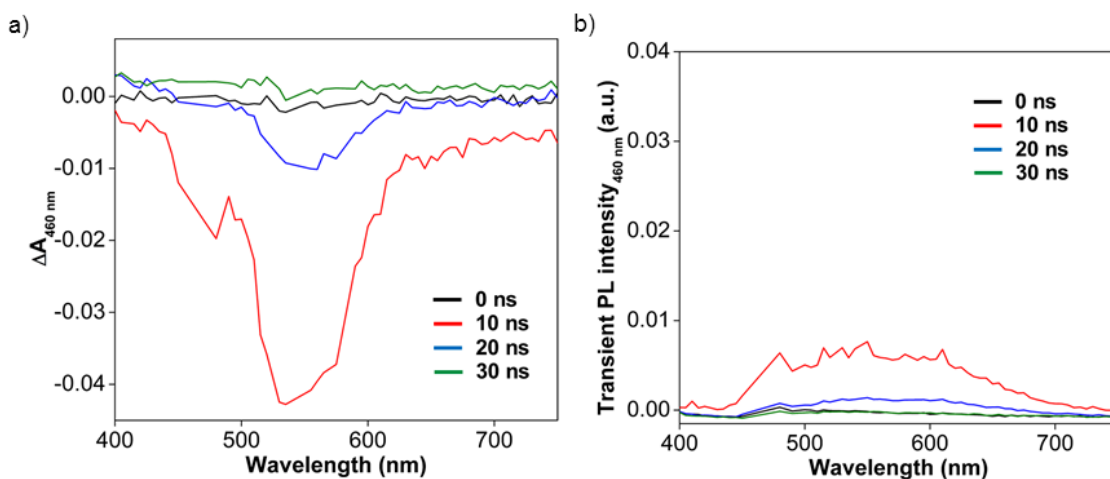 a)
0.00
-0.01
-0.02
-0.03
-0.04
ΔA460 nm
0 ns
10 ns
20 ns
30 ns
400 500 600 700
Wavelength (nm)
b)
0.04
0.03
0.02
0.01
0.00
Transient PL intensity460 nm (a.u.)
0 ns
10 ns
20 ns
30 ns
400 500 600 700
Wavelength (nm)